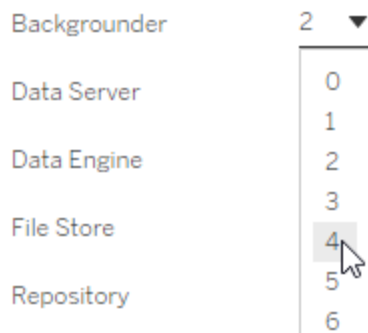 Backgrounder 2
0
Data Server
1
Data Engine 2
3
File Store
4
5
Repository
6